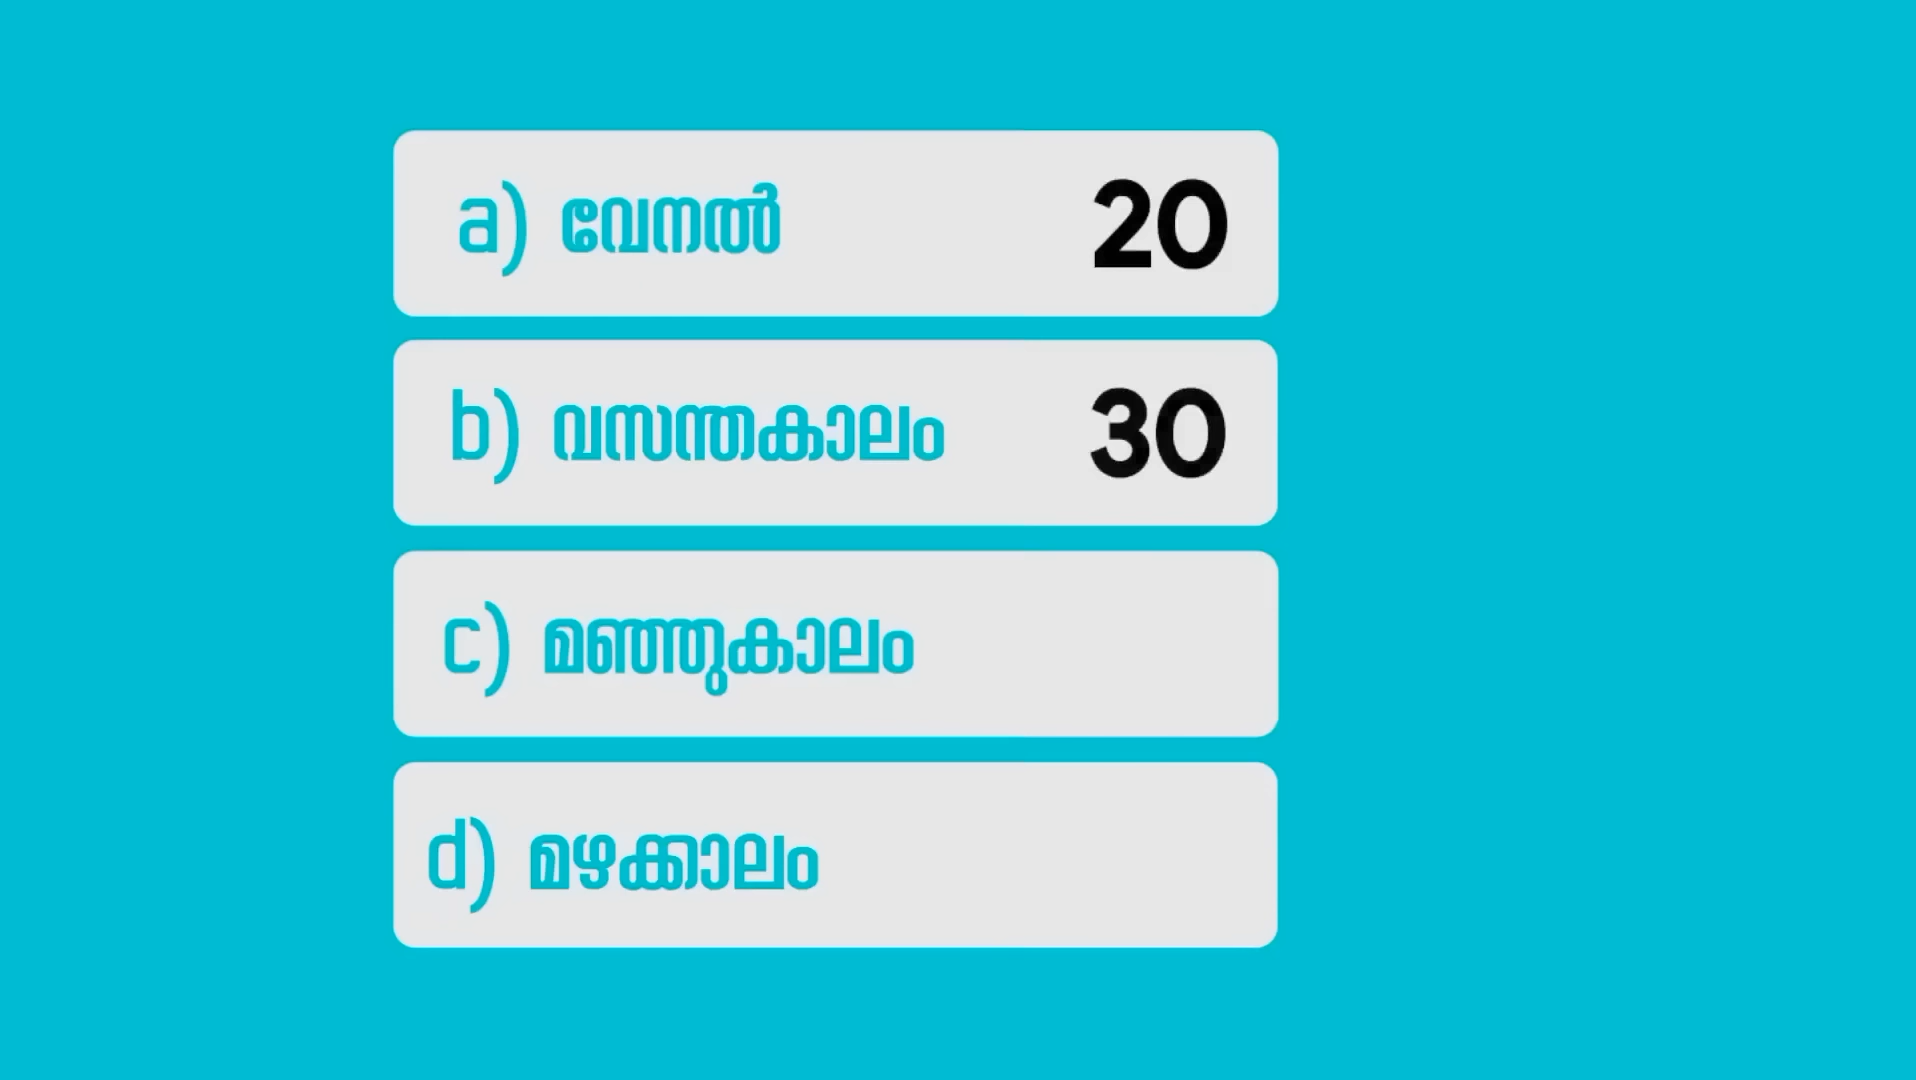 a) വേനൽ 20
b) വസന്തകാലം 30
c) മഞ്ഞുകാലം
d) മഴക്കാലം